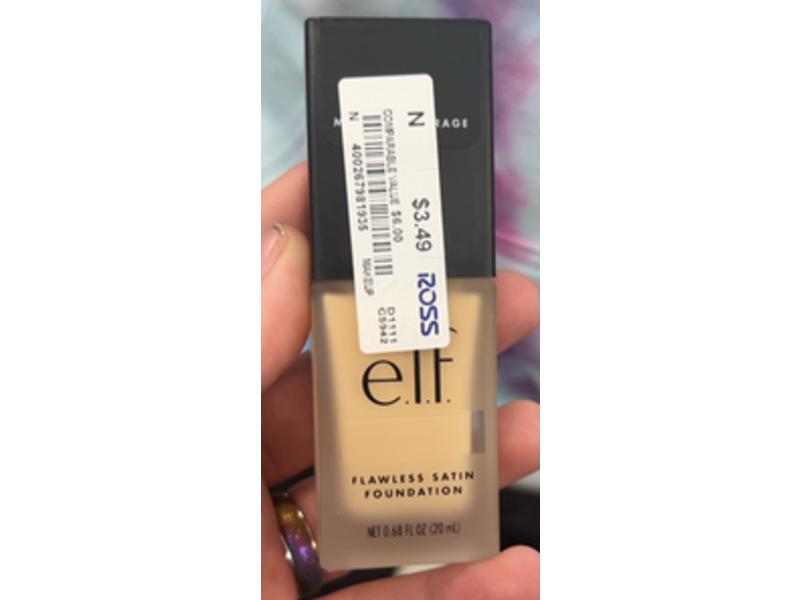 M RAGE
N
$3.49 ROSS
COMPARABLE VALUE $6.00
D1111
C5942
N 400267981935
MAKEUP
e.l.f.
FLAWLESS SATIN
FOUNDATION
NET 0.68 FL OZ (20 mL)